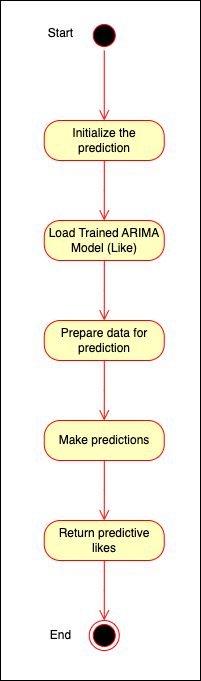 Start
Initialize the
prediction
Load Trained ARIMA
Model (Like)
Prepare data for
prediction
Make predictions
Return predictive
likes
End